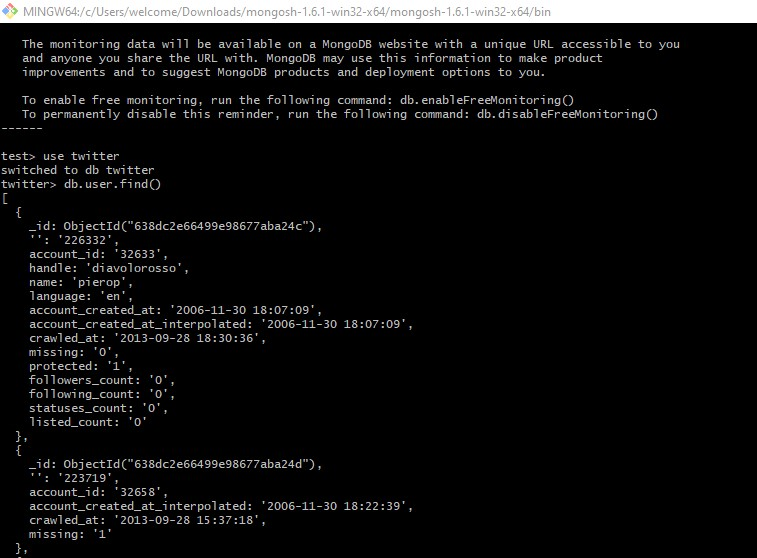 MINGW64:/c/Users/welcome/Downloads/mongosh-1.6.1-win32-x64/mongosh-1.6.1-win32-x64/bin
The monitoring data will be available on a MongoDB website with a unique URL accessible to you
and anyone you share the URL with. MongoDB may use this information to make product
improvements and to suggest MongoDB products and deployment options to you.
To enable free monitoring, run the following command: db.enableFreeMonitoring()
To permanently disable this reminder, run the following command: db.disableFreeMonitoring()
------
test> use twitter
switched to db twitter
twitter> db.user.find()
[
{
_id: ObjectId("638dc2e66499e98677aba24c"),
'': '226332',
account_id: '32633',
handle: 'diavolorosso',
name: 'pierop',
language: 'en',
account_created_at: '2006-11-30 18:07:09',
account_created_at_interpolated: '2006-11-30 18:07:09',
crawled_at: '2013-09-28 18:30:36',
missing: '0',
protected: '1',
followers_count: '0',
following_count: '0',
statuses_count: '0',
listed_count: '0'
},
{
_id: ObjectId("638dc2e66499e98677aba24d"),
'': '223719',
account_id: '32658',
account_created_at_interpolated: '2006-11-30 18:22:39',
crawled_at: '2013-09-28 15:37:18',
missing: '1'
},